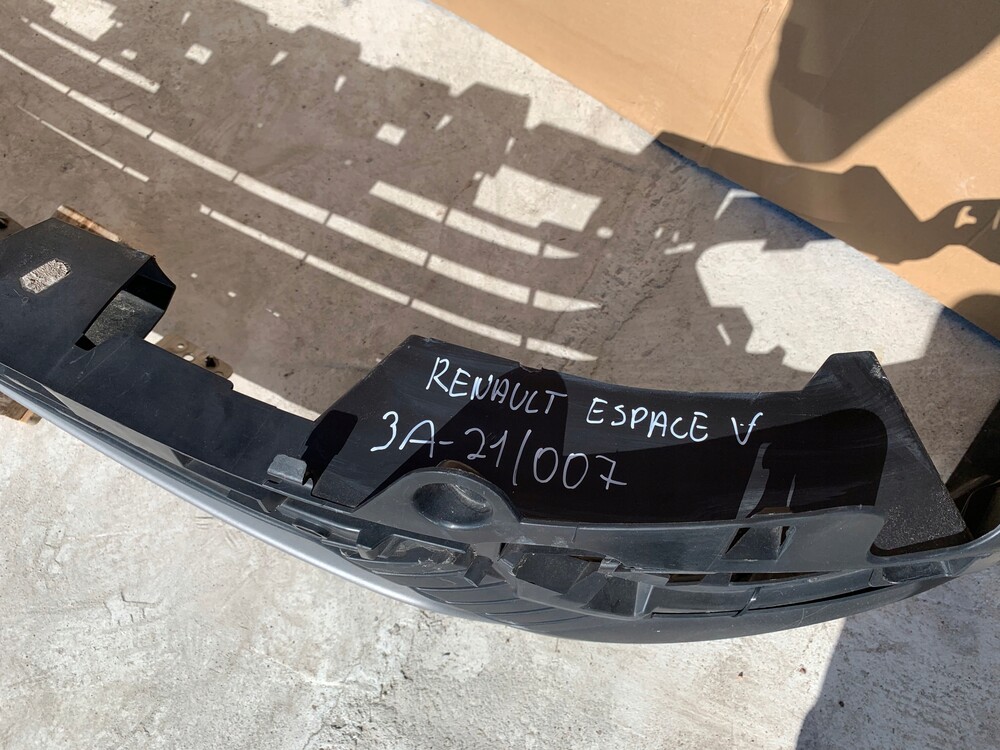 RENAULT ESPACE V
3A-21/007